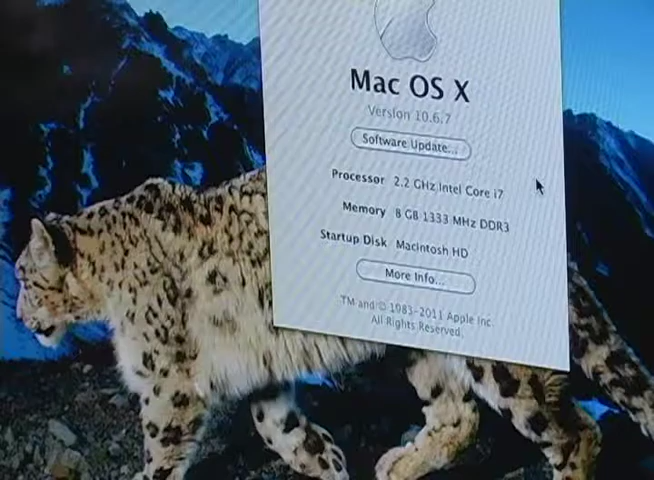 Mac OS X
Version 10.6.7
Software Update...
Processor 2.2 GHz Intel Core i7
Memory 8 GB 1333 MHz DDR3
Startup Disk Macintosh HD
More Info...
TM and © 1983-2011 Apple Inc.
All Rights Reserved.